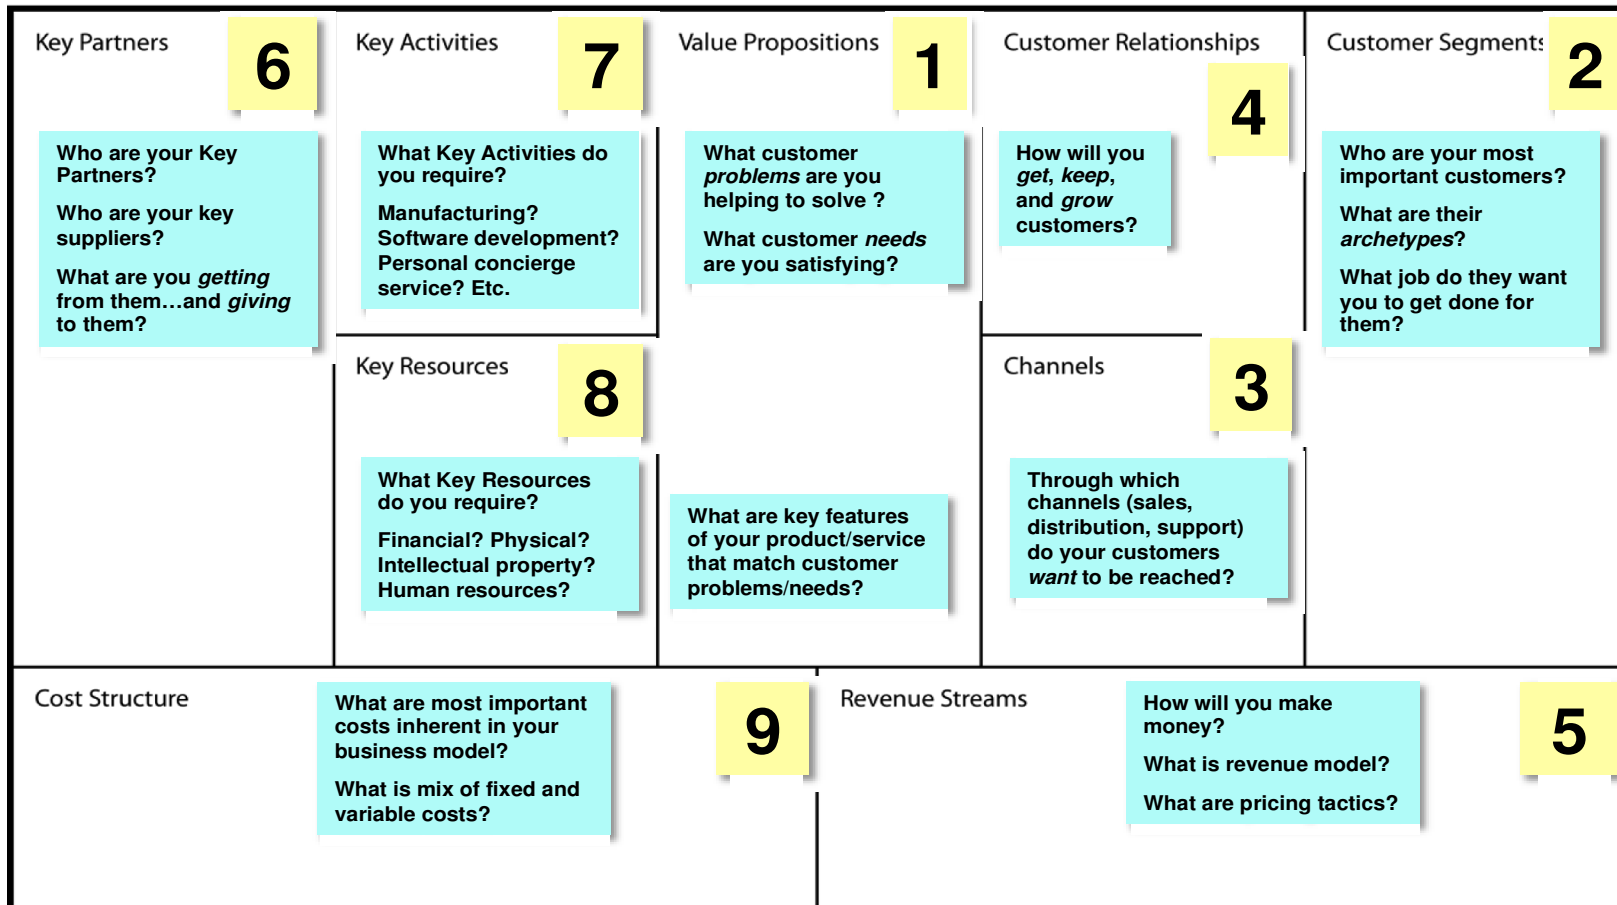 Key Partners
6
Who are your Key
Partners?
Who are your key
suppliers?
What are you getting
from them…and giving
to them?
Key Activities
7
What Key Activities do
you require?
Manufacturing?
Software development?
Personal concierge
service? Etc.
Key Resources
8
What Key Resources
do you require?
Financial? Physical?
Intellectual property?
Human resources?
Value Propositions
1
What customer
problems are you
helping to solve ?
What customer needs
are you satisfying?
What are key features
of your product/service
that match customer
problems/needs?
Customer Relationships
4
How will you
get, keep,
and grow
customers?
Channels
3
Through which
channels (sales,
distribution, support)
do your customers
want to be reached?
Customer Segments
2
Who are your most
important customers?
What are their
archetypes?
What job do they want
you to get done for
them?
Cost Structure
What are most important
costs inherent in your
business model?
What is mix of fixed and
variable costs?
9
Revenue Streams
How will you make
money?
What is revenue model?
What are pricing tactics?
5